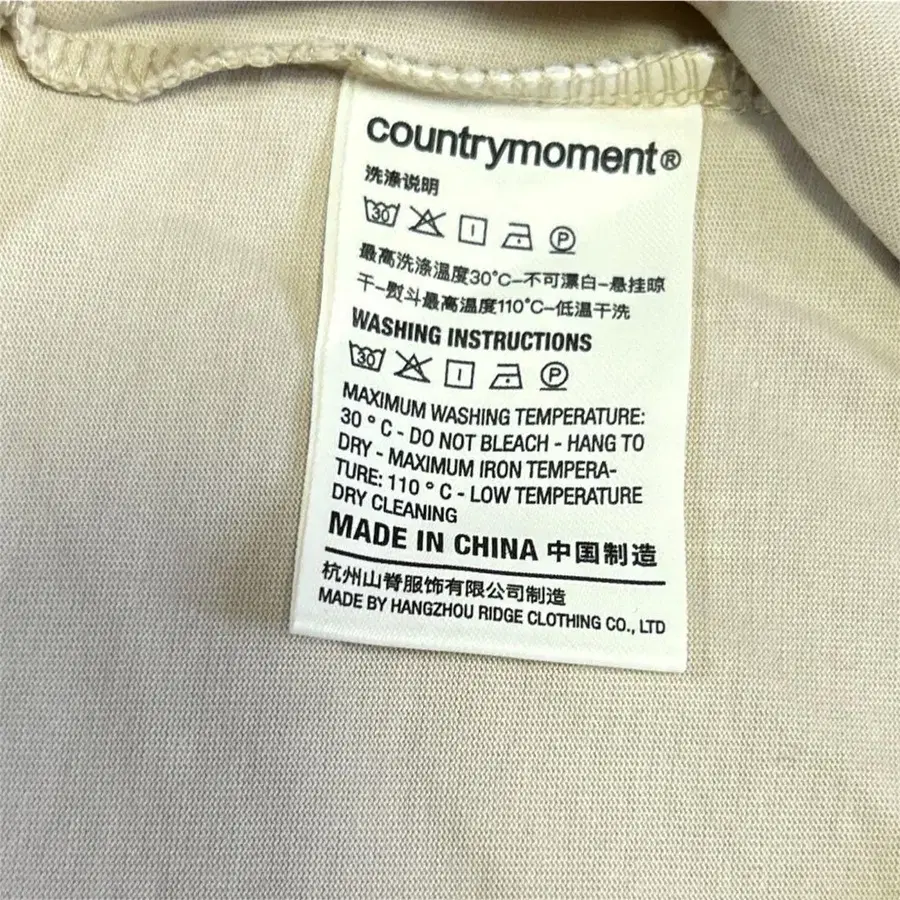 countrymoment®
洗涤说明
30 P
最高洗涤温度30°C-不可漂白-悬挂晾
干-熨斗最高温度110°C-低温干洗
WASHING INSTRUCTIONS
30 P
MAXIMUM WASHING TEMPERATURE:
30 ° C - DO NOT BLEACH - HANG TO
DRY - MAXIMUM IRON TEMPERA-
TURE: 110 ° C - LOW TEMPERATURE
DRY CLEANING
MADE IN CHINA 中国制造
杭州山脊服饰有限公司制造
MADE BY HANGZHOU RIDGE CLOTHING CO., LTD